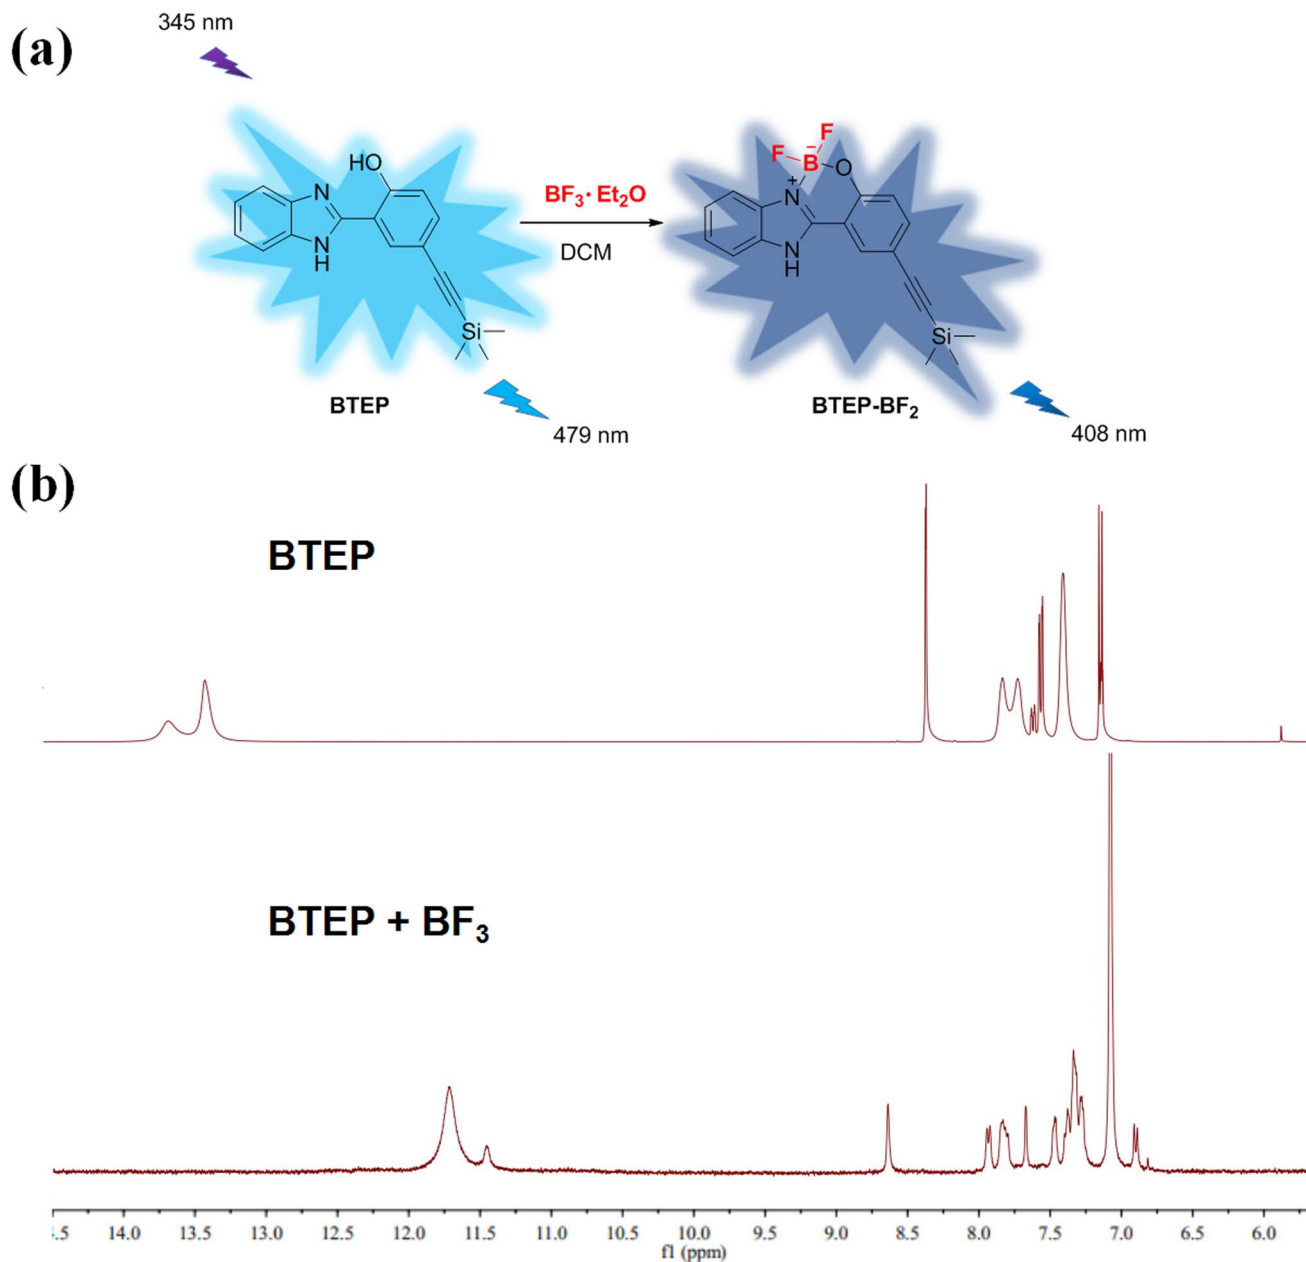 (a)
345 nm
HO
N
N
H
Si
BTEP
479 nm
BF₃· Et₂O
DCM
F
F
B
−
O
+
N
N
H
Si
BTEP-BF₂
408 nm
(b)
BTEP
BTEP + BF₃
.5 14.0 13.5 13.0 12.5 12.0 11.5 11.0 10.5 10.0 9.5 9.0 8.5 8.0 7.5 7.0 6.5 6.0
f1 (ppm)